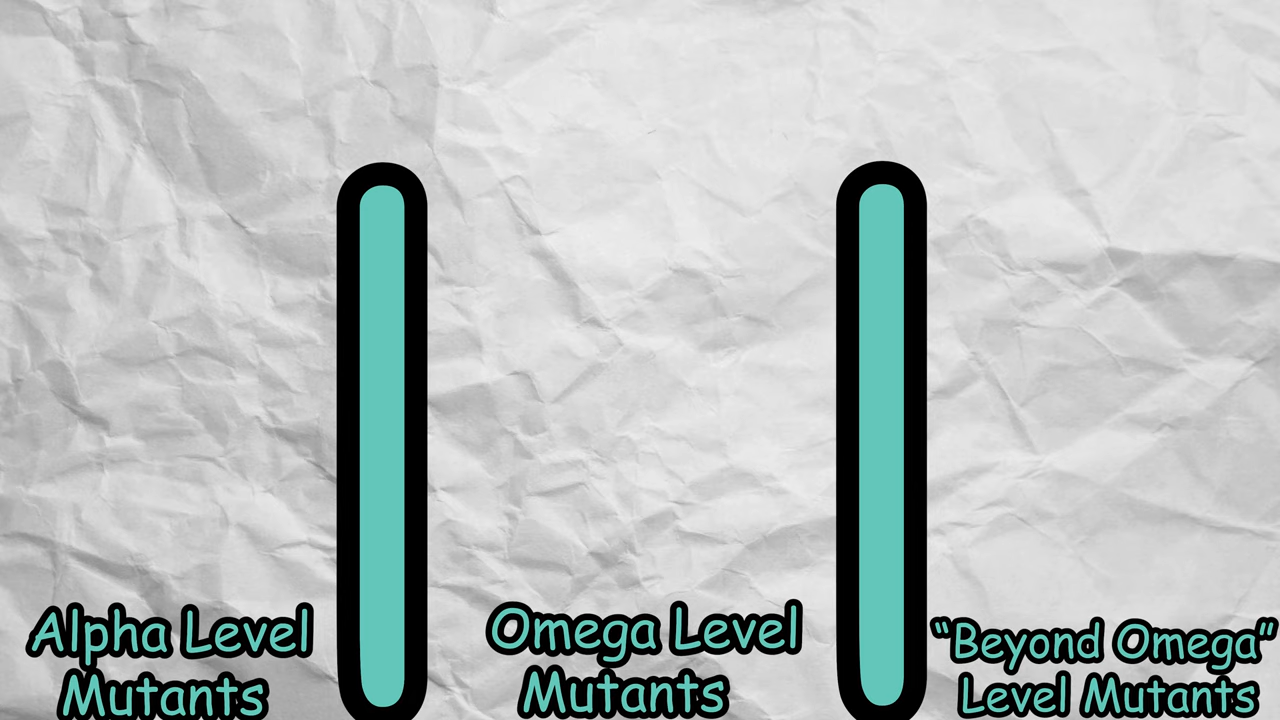 Alpha Level
Mutants
Omega Level
Mutants
“Beyond Omega”
Level Mutants